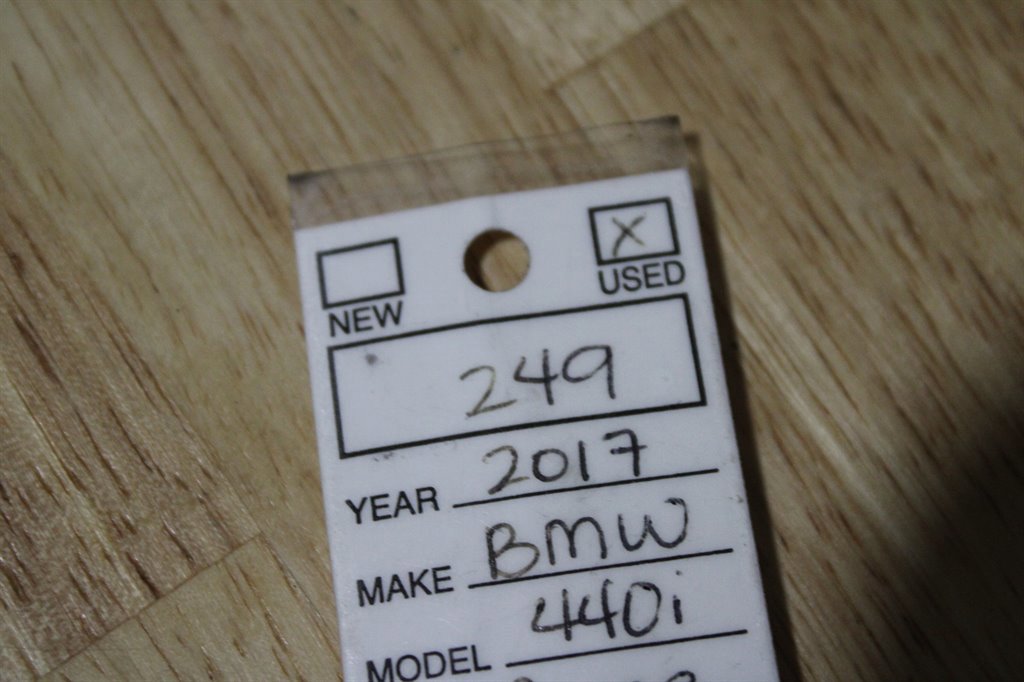 X
NEW USED
249
YEAR 2017
MAKE BMW
MODEL 440i